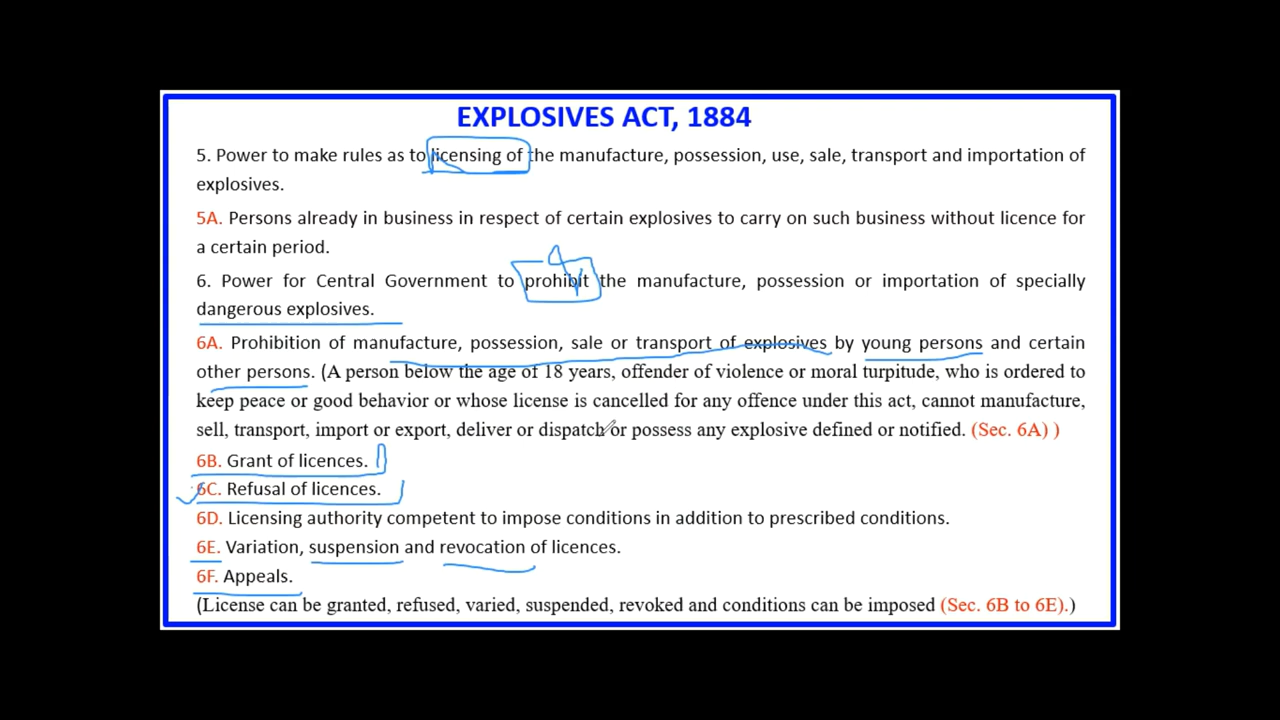 EXPLOSIVES ACT, 1884
5. Power to make rules as to licensing of the manufacture, possession, use, sale, transport and importation of
explosives.
5A. Persons already in business in respect of certain explosives to carry on such business without licence for
a certain period.
6. Power for Central Government to prohibit the manufacture, possession or importation of specially
dangerous explosives.
6A. Prohibition of manufacture, possession, sale or transport of explosives by young persons and certain
other persons. (A person below the age of 18 years, offender of violence or moral turpitude, who is ordered to
keep peace or good behavior or whose license is cancelled for any offence under this act, cannot manufacture,
sell, transport, import or export, deliver or dispatch or possess any explosive defined or notified. (Sec. 6A) )
6B. Grant of licences.
6C. Refusal of licences.
6D. Licensing authority competent to impose conditions in addition to prescribed conditions.
6E. Variation, suspension and revocation of licences.
6F. Appeals.
(License can be granted, refused, varied, suspended, revoked and conditions can be imposed (Sec. 6B to 6E).)